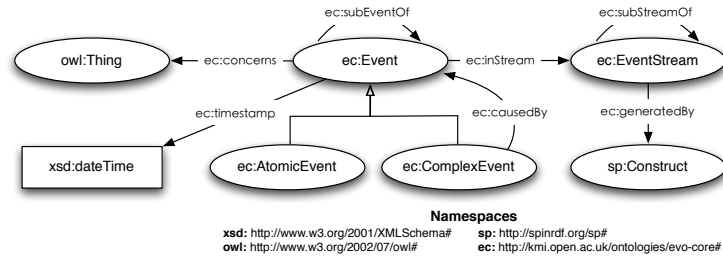 ec:subEventOf
ec:subStreamOf
owl:Thing
ec:concerns
ec:Event
ec:inStream
ec:EventStream
ec:timestamp
ec:causedBy
ec:generatedBy
xsd:dateTime
ec:AtomicEvent
ec:ComplexEvent
sp:Construct
Namespaces
xsd: http://www.w3.org/2001/XMLSchema# sp: http://spinrdf.org/sp#
owl: http://www.w3.org/2002/07/owl# ec: http://kmi.open.ac.uk/ontologies/evo-core#